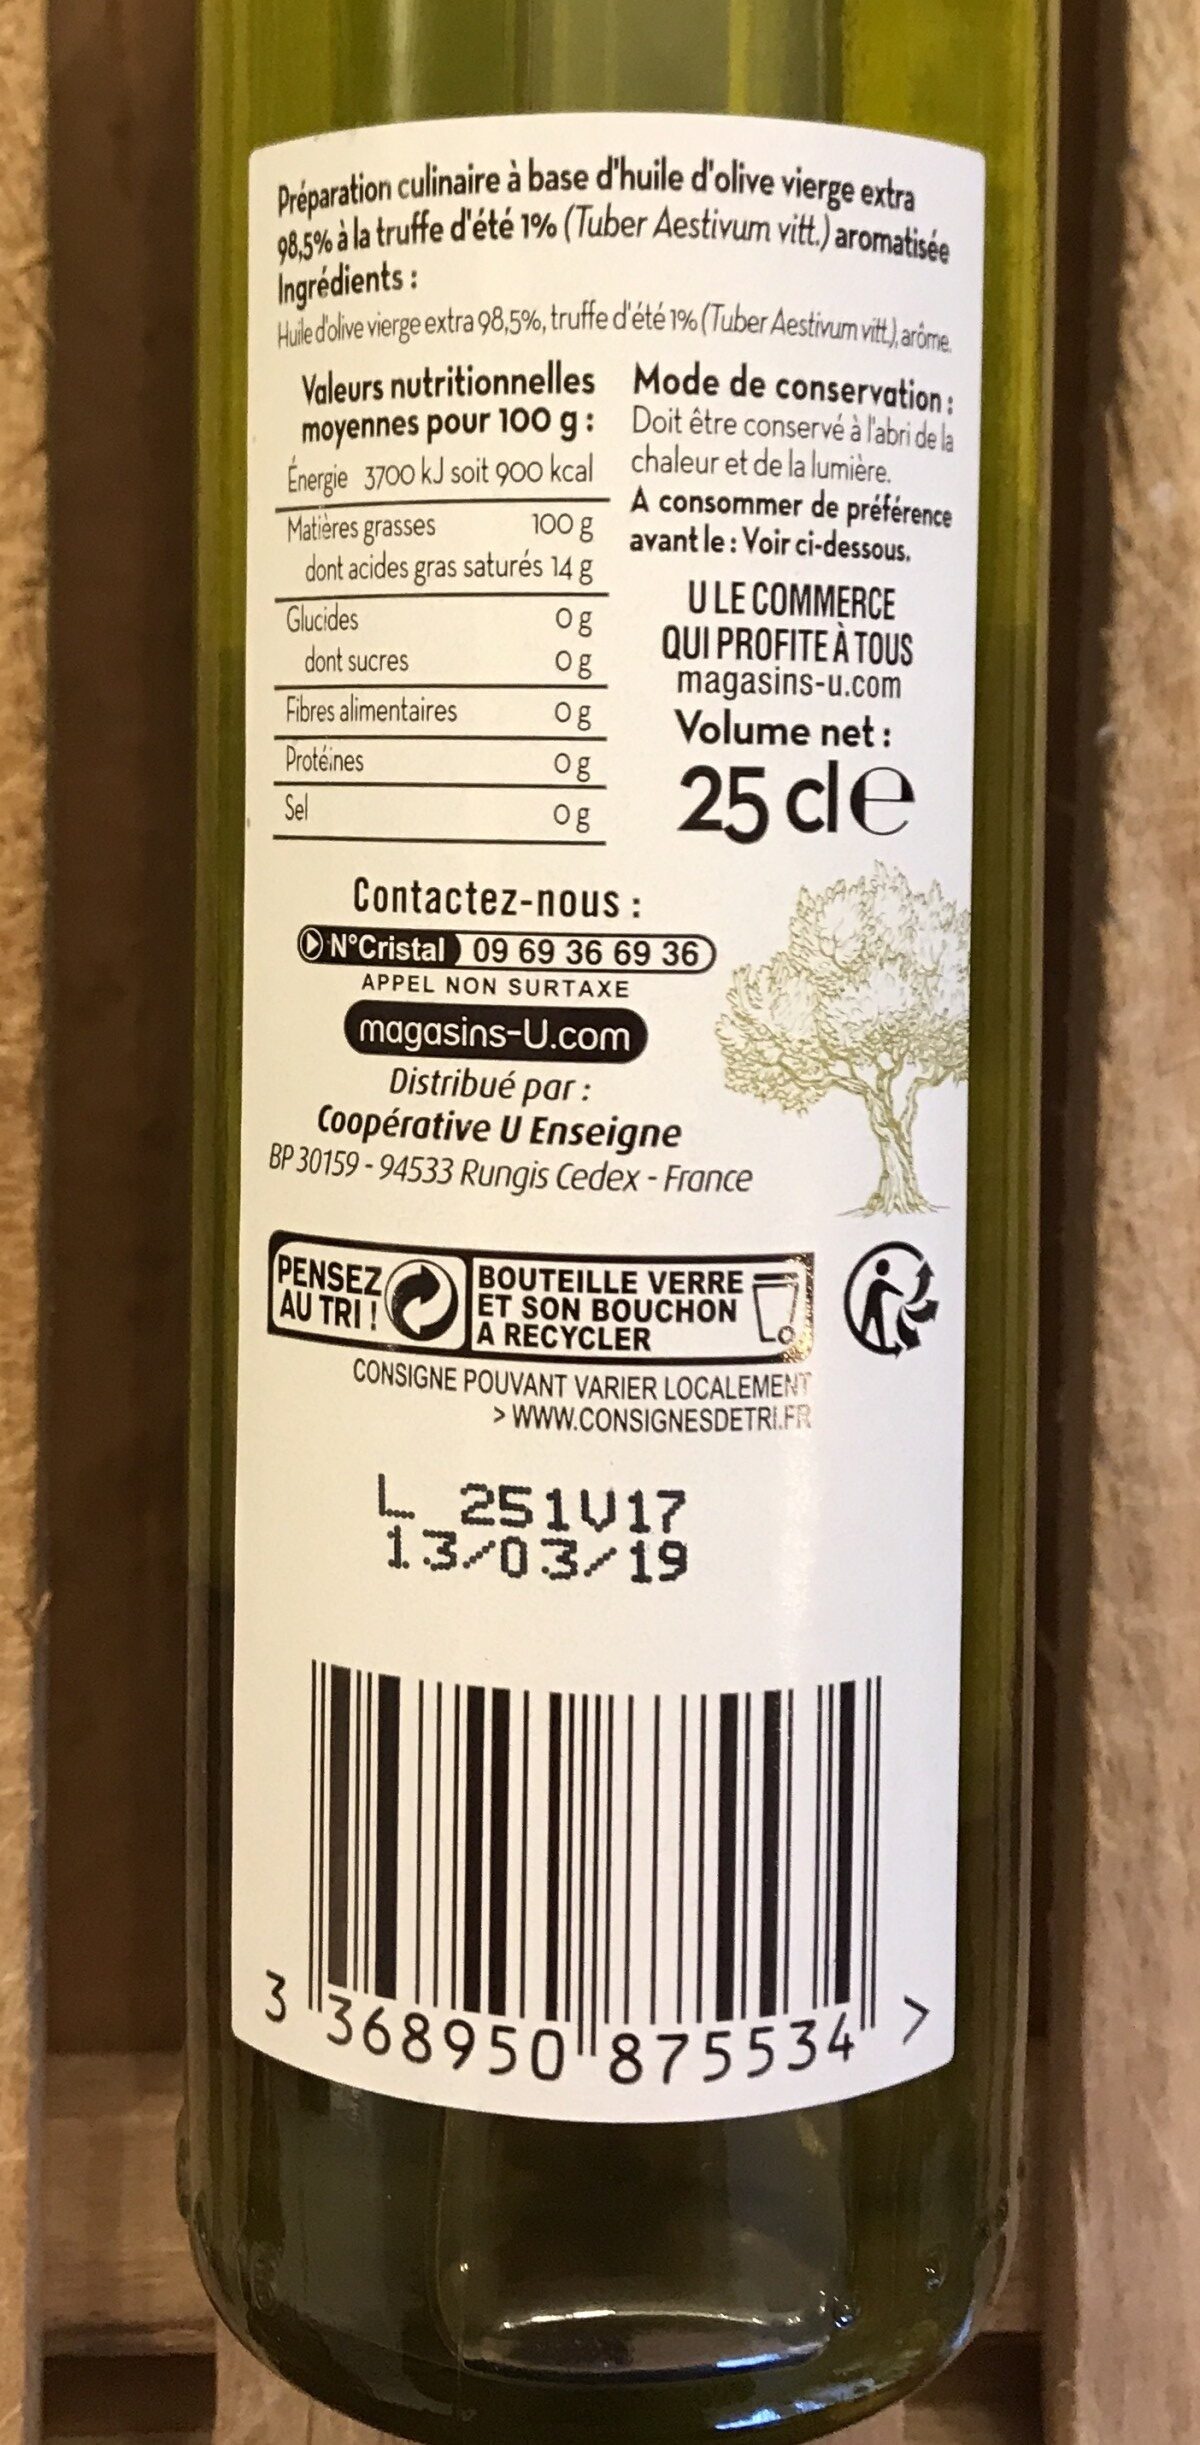 Préparation culinaire à base d'huile d'olive vierge extra
98,5% à la truffe d'été 1% (Tuber Aestivum vitt.) aromatisée
Ingrédients :
Huile d'olive vierge extra 98,5%, truffe d'été 1% (Tuber Aestivum vitt.), arôme.
Valeurs nutritionnelles
moyennes pour 100 g :
Énergie 3700 kJ soit 900 kcal
Matières grasses 100 g
dont acides gras saturés 14 g
Glucides 0 g
dont sucres 0 g
Fibres alimentaires 0 g
Protéines 0 g
Sel 0 g
Mode de conservation :
Doit être conservé à l'abri de la
chaleur et de la lumière.
A consommer de préférence
avant le : Voir ci-dessous.
U LE COMMERCE
QUI PROFITE À TOUS
magasins-u.com
Volume net :
25 cl e
Contactez-nous :
N°Cristal 09 69 36 69 36
APPEL NON SURTAXE
magasins-U.com
Distribué par :
Coopérative U Enseigne
BP 30159 - 94533 Rungis Cedex - France
PENSEZ
AU TRI !
BOUTEILLE VERRE
ET SON BOUCHON
A RECYCLER
CONSIGNE POUVANT VARIER LOCALEMENT
> WWW.CONSIGNESDETRI.FR
L 251V17
13/03/19
3 368950 875534 >